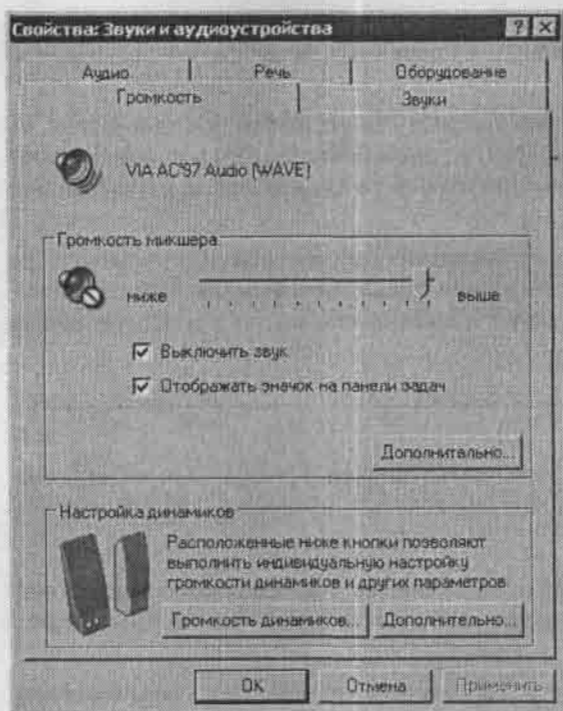 Свойства: Звуки и аудиоустройства
Аудио Речь Оборудование
Громкость Звуки
VIA AC'97 Audio (WAVE)
Громкость микшера
ниже выше
Выключить звук
Отображать значок на панели задач
Дополнительно...
Настройка динамиков
Расположенные ниже кнопки позволяют
выполнить индивидуальную настройку
громкости динамиков и других параметров.
Громкость динамиков... Дополнительно...
OK Отмена Применить